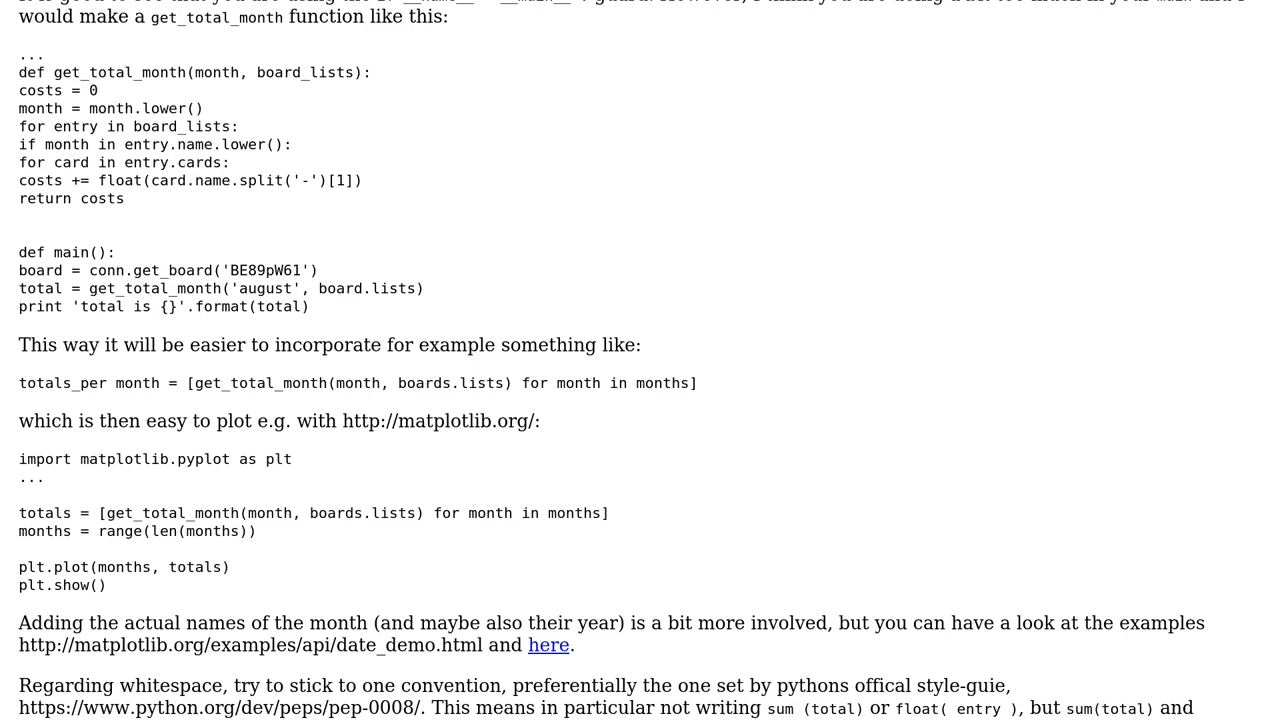 would make a get_total_month function like this:
...
def get_total_month(month, board_lists):
costs = 0
month = month.lower()
for entry in board_lists:
if month in entry.name.lower():
for card in entry.cards:
costs += float(card.name.split('-')[1])
return costs
def main():
board = conn.get_board('BE89pW61')
total = get_total_month('august', board.lists)
print 'total is {}'.format(total)
This way it will be easier to incorporate for example something like:
totals_per month = [get_total_month(month, boards.lists) for month in months]
which is then easy to plot e.g. with http://matplotlib.org/:
import matplotlib.pyplot as plt
...
totals = [get_total_month(month, boards.lists) for month in months]
months = range(len(months))
plt.plot(months, totals)
plt.show()
Adding the actual names of the month (and maybe also their year) is a bit more involved, but you can have a look at the examples
http://matplotlib.org/examples/api/date_demo.html and here.
Regarding whitespace, try to stick to one convention, preferentially the one set by pythons offical style-guie,
https://www.python.org/dev/peps/pep-0008/. This means in particular not writing sum (total) or float( entry ), but sum(total) and